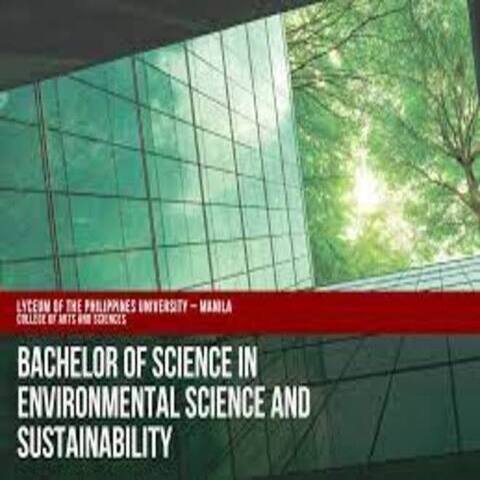 LYCEUM OF THE PHILIPPINES UNIVERSITY – MANILA
COLLEGE OF ARTS AND SCIENCES
BACHELOR OF SCIENCE IN
ENVIRONMENTAL SCIENCE AND
SUSTAINABILITY